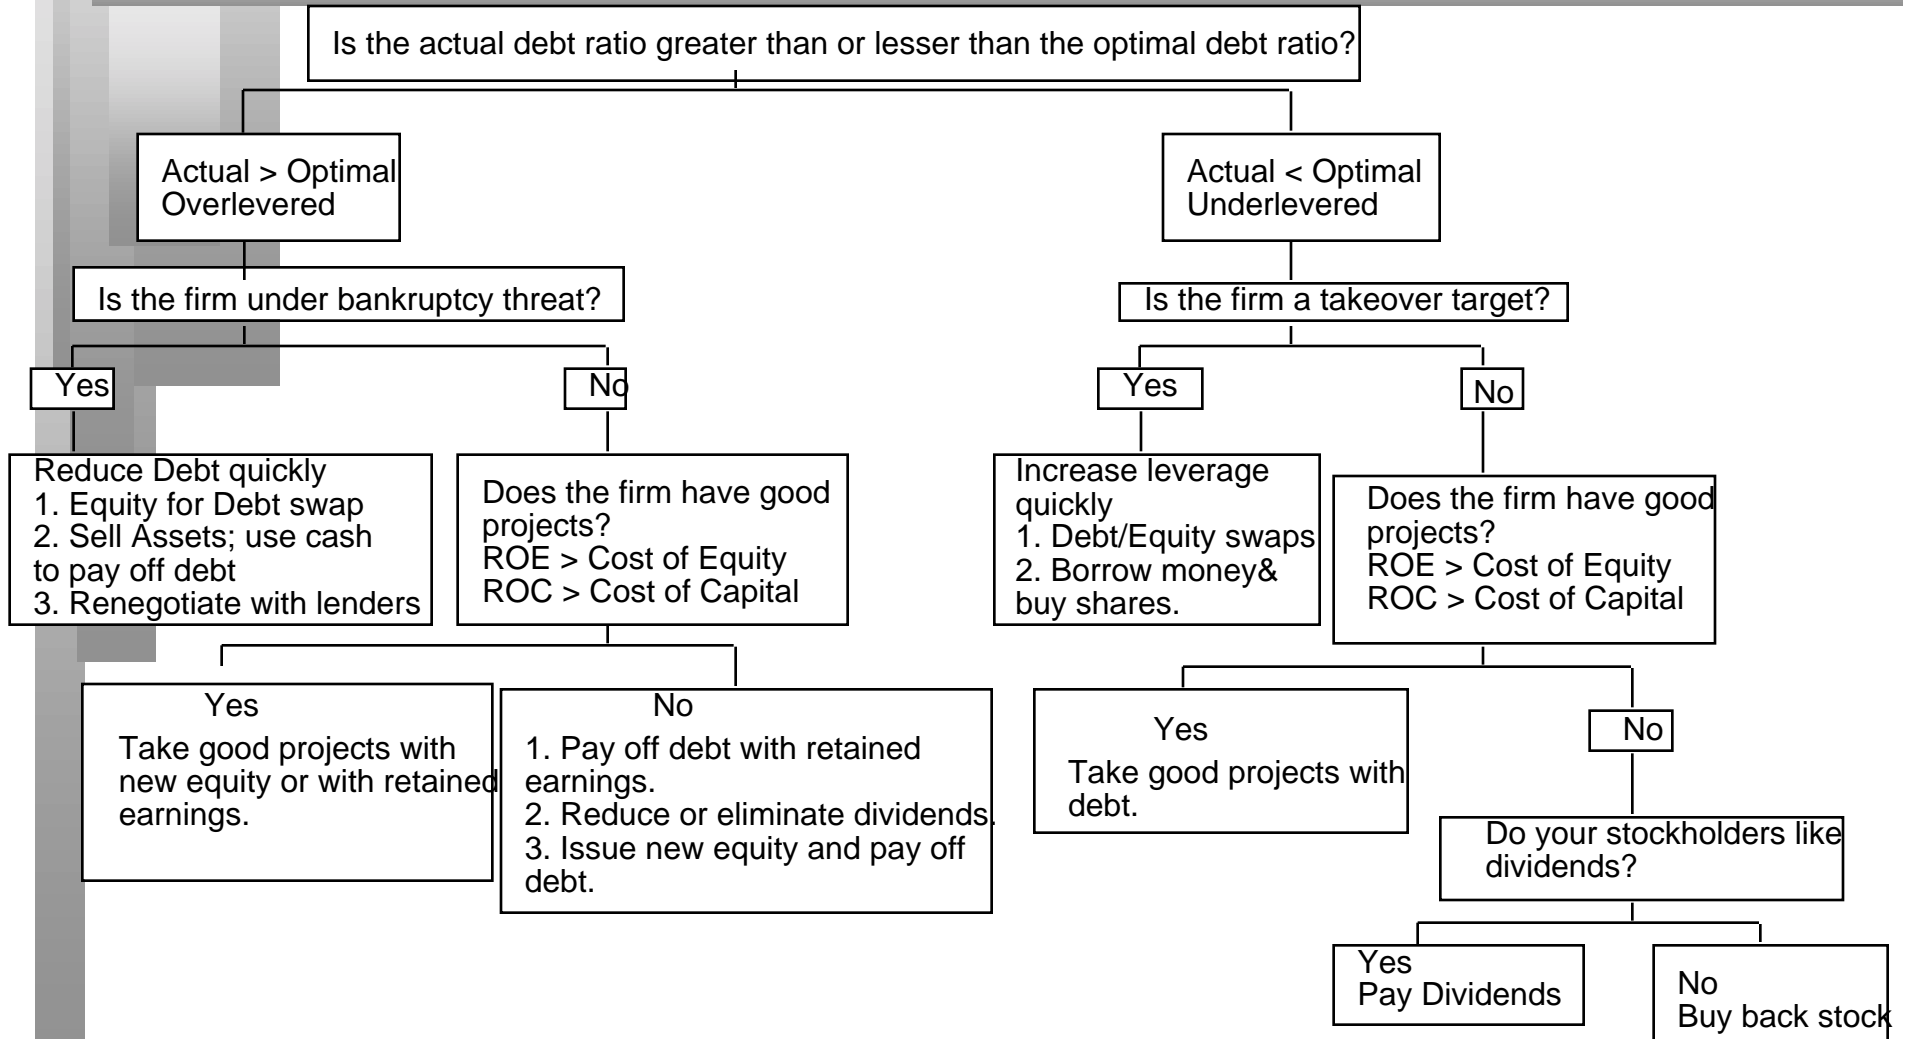 Is the actual debt ratio greater than or lesser than the optimal debt ratio?
Actual > Optimal
Overlevered
Actual < Optimal
Underlevered
Is the firm under bankruptcy threat?
Is the firm a takeover target?
Yes
No
Yes
No
Reduce Debt quickly
1. Equity for Debt swap
2. Sell Assets; use cash
to pay off debt
3. Renegotiate with lenders
Does the firm have good
projects?
ROE > Cost of Equity
ROC > Cost of Capital
Increase leverage
quickly
1. Debt/Equity swaps
2. Borrow money&
buy shares.
Does the firm have good
projects?
ROE > Cost of Equity
ROC > Cost of Capital
Yes
Take good projects with
new equity or with retained
earnings.
No
1. Pay off debt with retained
earnings.
2. Reduce or eliminate dividends.
3. Issue new equity and pay off
debt.
Yes
Take good projects with
debt.
No
Do your stockholders like
dividends?
Yes
Pay Dividends
No
Buy back stock